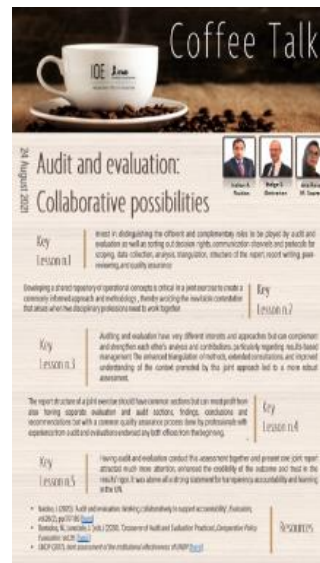 Coffee Talk
IOE
24 August 2021
Audit and evaluation:
Collaborative possibilities
Key
Lesson n.1
Invest in distinguishing the different and complementary roles to be played by audit and
evaluation as well as sorting out decision rights, communication channels and protocols for
scoping, data collection, analysis, triangulation, structure of the report, report writing, peer-
reviewing and quality assurance
Developing a shared repository of operational concepts is critical in a joint exercise to create a
commonly informed approach and methodology, thereby avoiding the inevitable contestation
that arises when two disciplinary professions need to work together
Key
Lesson n.2
Key
Lesson n.3
Auditing and evaluation have very different interests and approaches but can complement
and strengthen each other's analysis and contributions, particularly regarding results-based
management. The enhanced triangulation of methods, extended consultations, and improved
understanding of the context promoted by this joint approach led to a more robust
assessment.
The report structure of a joint exercise should have common sections but can most profit from
also having separate evaluation and audit sections, findings, conclusions and
recommendations but with a common quality assurance process done by professionals with
experience from audit and evaluation endorsed by both offices from the beginning.
Key
Lesson n.4
Key
Lesson n.5
Having audit and evaluation conduct this assessment together and present one joint report
attracted much more attention, enhanced the credibility of the outcome and trust in the
results' rigor. It was above all a strong statement for transparency, accountability and learning
in the UN.
Resources